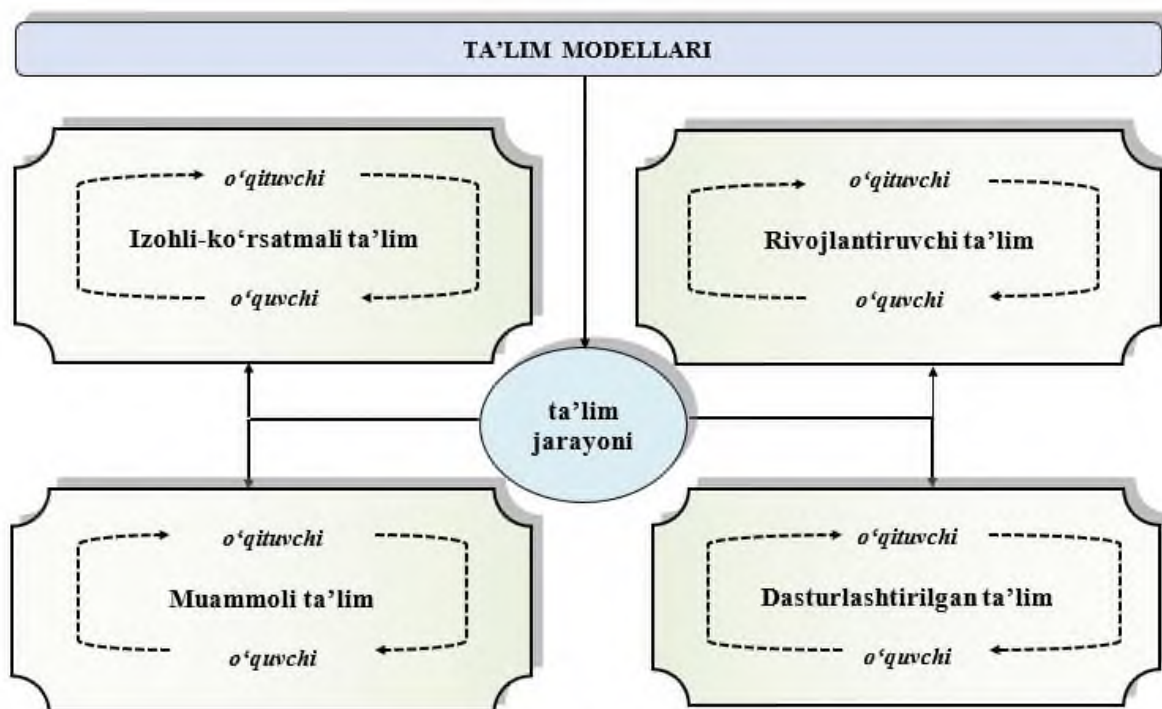 TA’LIM MODELLARI
o‘qituvchi
Izohli-ko‘rsatmali ta’lim
o‘quvchi
o‘qituvchi
Rivojlantiruvchi ta’lim
o‘quvchi
ta’lim
jarayoni
o‘qituvchi
Muammoli ta’lim
o‘quvchi
o‘qituvchi
Dasturlashtirilgan ta’lim
o‘quvchi